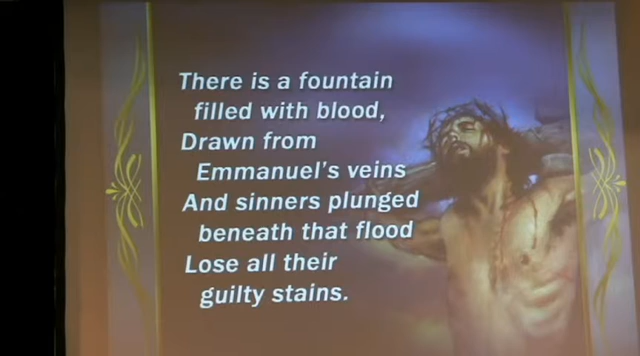 There is a fountain
filled with blood,
Drawn from
Emmanuel's veins
And sinners plunged
beneath that flood
Lose all their
guilty stains.